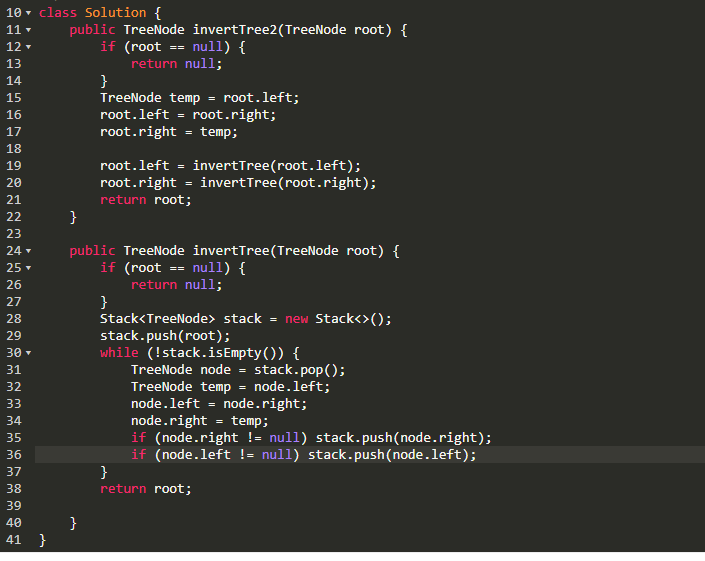 10 class Solution {
11     public TreeNode invertTree2(TreeNode root) {
12         if (root == null) {
13             return null;
14         }
15         TreeNode temp = root.left;
16         root.left = root.right;
17         root.right = temp;
18
19         root.left = invertTree(root.left);
20         root.right = invertTree(root.right);
21         return root;
22     }
23
24     public TreeNode invertTree(TreeNode root) {
25         if (root == null) {
26             return null;
27         }
28         Stack<TreeNode> stack = new Stack<>();
29         stack.push(root);
30         while (!stack.isEmpty()) {
31             TreeNode node = stack.pop();
32             TreeNode temp = node.left;
33             node.left = node.right;
34             node.right = temp;
35             if (node.right != null) stack.push(node.right);
36             if (node.left != null) stack.push(node.left);
37         }
38         return root;
39
40     }
41 }